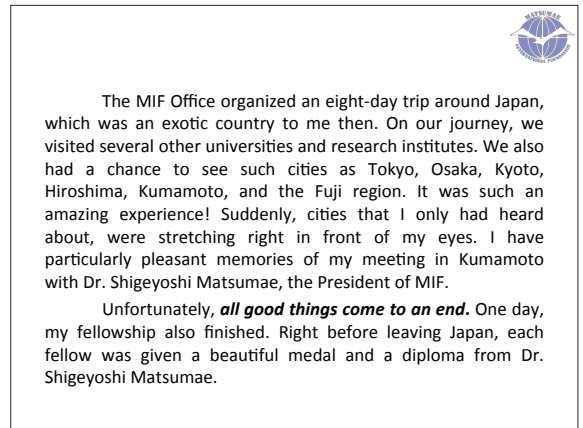 MATSUMAE
INTERNATIONAL FOUNDATION
The MIF Office organized an eight-day trip around Japan,
which was an exotic country to me then. On our journey, we
visited several other universities and research institutes. We also
had a chance to see such cities as Tokyo, Osaka, Kyoto,
Hiroshima, Kumamoto, and the Fuji region. It was such an
amazing experience! Suddenly, cities that I only had heard
about, were stretching right in front of my eyes. I have
particularly pleasant memories of my meeting in Kumamoto
with Dr. Shigeyoshi Matsumae, the President of MIF.
Unfortunately, all good things come to an end. One day,
my fellowship also finished. Right before leaving Japan, each
fellow was given a beautiful medal and a diploma from Dr.
Shigeyoshi Matsumae.